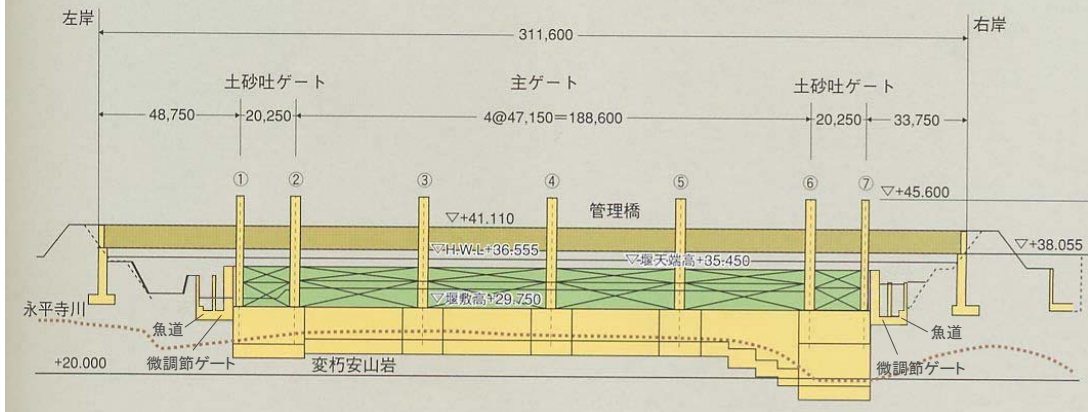 左岸
右岸
311,600
土砂吐ゲート
主ゲート
土砂吐ゲート
48,750
20,250
4@47,150=188,600
20,250
33,750
①
②
③
④
⑤
⑥
⑦
▽+45.600
▽+41.110
管理橋
▽H.W.L+36.555
▽堰天端高+35.450
▽+38.055
▽堰敷高+29.750
永平寺川
魚道
魚道
微調節ゲート
変朽安山岩
微調節ゲート
+20.000